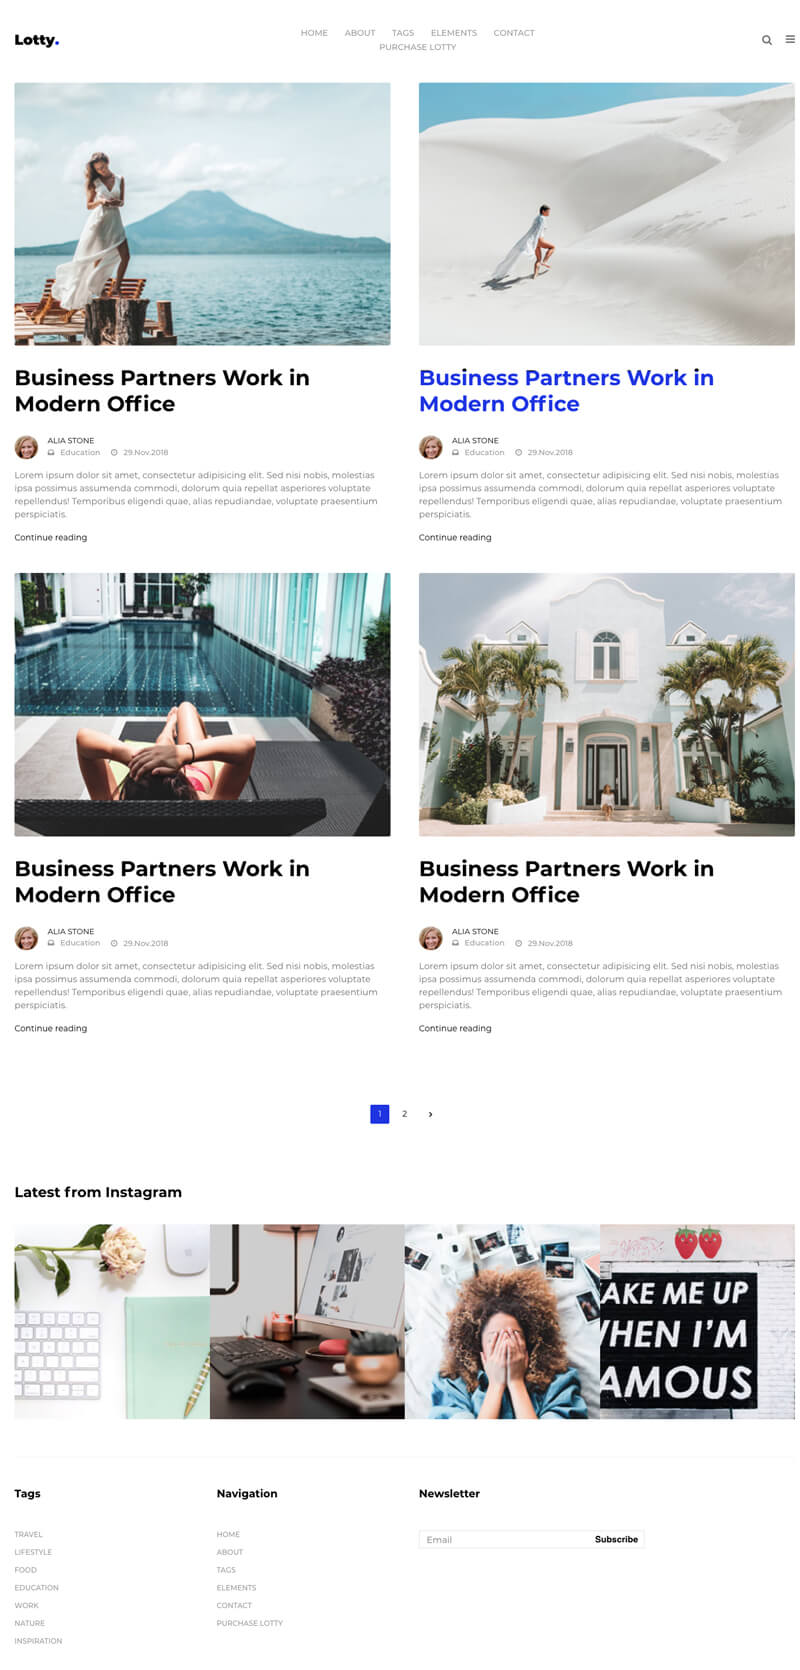 Lotty.
HOME ABOUT TAGS ELEMENTS CONTACT
PURCHASE LOTTY
Business Partners Work in
Modern Office
ALIA STONE
Education 29.Nov.2018
Lorem ipsum dolor sit amet, consectetur adipisicing elit. Sed nisi nobis, molestias
ipsa possimus assumenda commodi, dolorum quia repellat asperiores voluptate
repellendus! Temporibus eligendi quae, alias repudiandae, voluptate praesentium
perspiciatis.
Continue reading
Business Partners Work in
Modern Office
ALIA STONE
Education 29.Nov.2018
Lorem ipsum dolor sit amet, consectetur adipisicing elit. Sed nisi nobis, molestias
ipsa possimus assumenda commodi, dolorum quia repellat asperiores voluptate
repellendus! Temporibus eligendi quae, alias repudiandae, voluptate praesentium
perspiciatis.
Continue reading
Business Partners Work in
Modern Office
ALIA STONE
Education 29.Nov.2018
Lorem ipsum dolor sit amet, consectetur adipisicing elit. Sed nisi nobis, molestias
ipsa possimus assumenda commodi, dolorum quia repellat asperiores voluptate
repellendus! Temporibus eligendi quae, alias repudiandae, voluptate praesentium
perspiciatis.
Continue reading
Business Partners Work in
Modern Office
ALIA STONE
Education 29.Nov.2018
Lorem ipsum dolor sit amet, consectetur adipisicing elit. Sed nisi nobis, molestias
ipsa possimus assumenda commodi, dolorum quia repellat asperiores voluptate
repellendus! Temporibus eligendi quae, alias repudiandae, voluptate praesentium
perspiciatis.
Continue reading
1 2 ›
Latest from Instagram
AKE ME UP
HEN I'M
AMOUS
Tags
TRAVEL
LIFESTYLE
FOOD
EDUCATION
WORK
NATURE
INSPIRATION
Navigation
HOME
ABOUT
TAGS
ELEMENTS
CONTACT
PURCHASE LOTTY
Newsletter
Email Subscribe